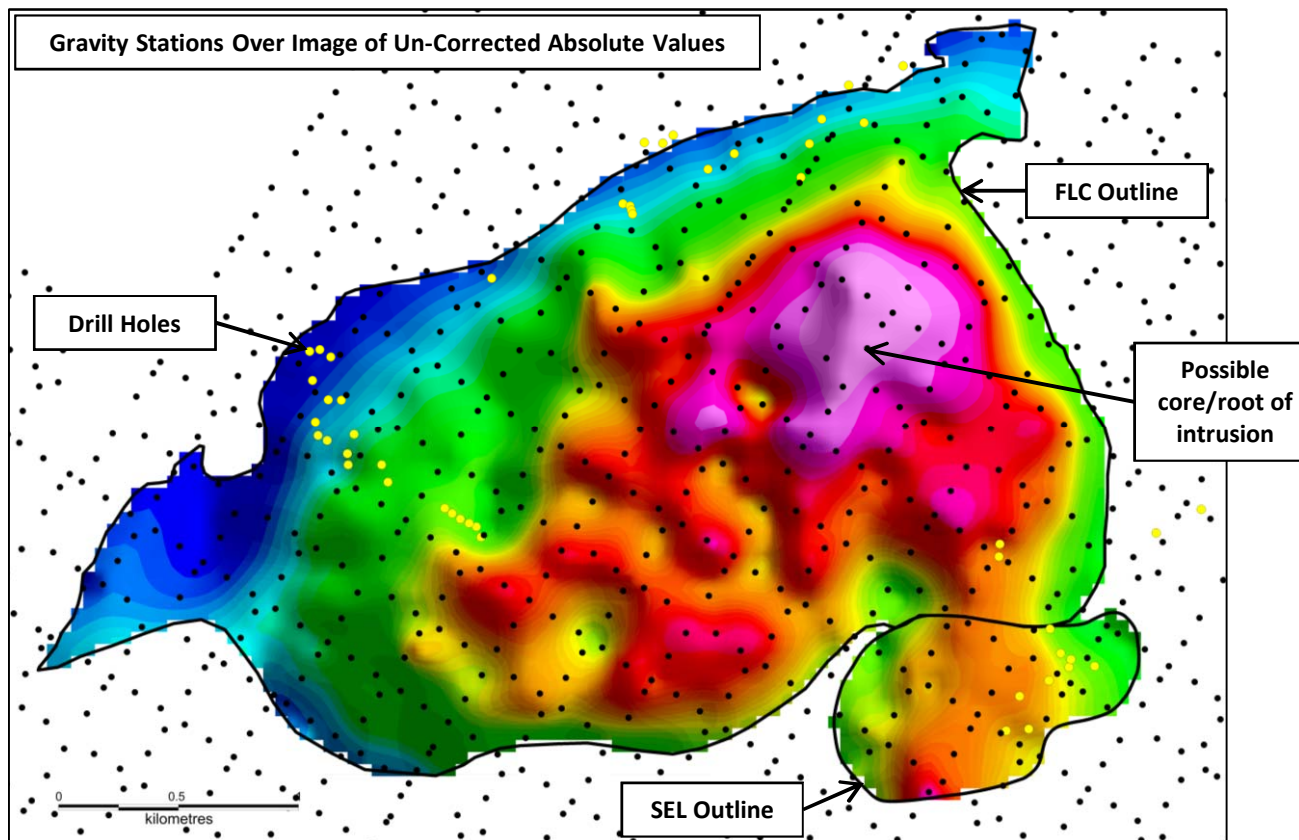 Gravity Stations Over Image of Un-Corrected Absolute Values
FLC Outline
Drill Holes
Possible
core/root of
intrusion
SEL Outline
0 0.5
kilometres